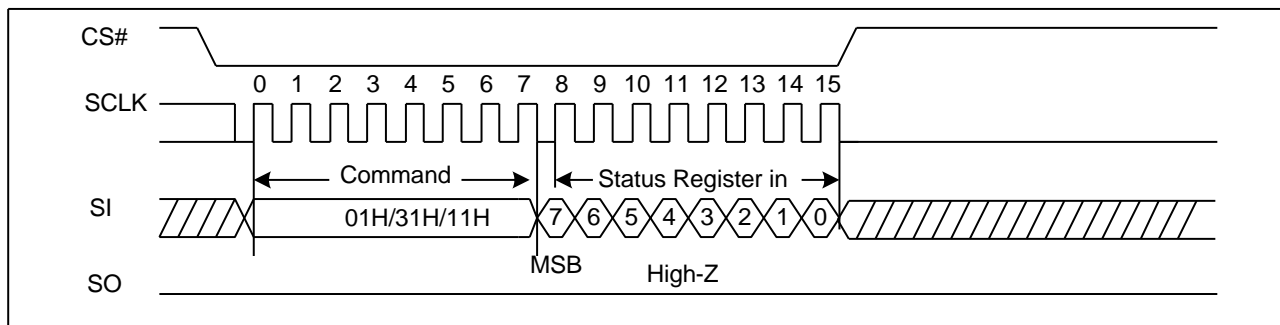 CS#
0 1 2 3 4 5 6 7 8 9 10 11 12 13 14 15
SCLK
Command Status Register in
SI 01H/31H/11H 7 6 5 4 3 2 1 0
MSB High-Z
SO